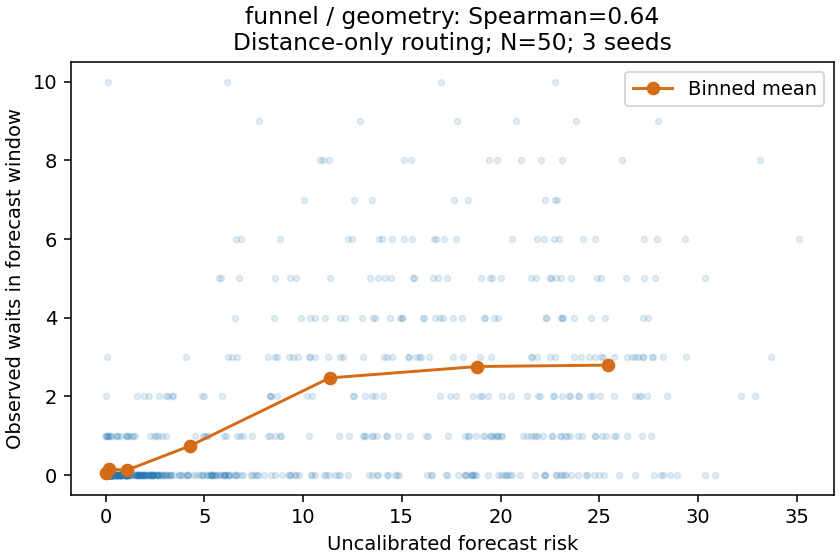 funnel / geometry: Spearman=0.64
Distance-only routing; N=50; 3 seeds
Binned mean
Observed waits in forecast window
10
8
6
4
2
0
0
5
10
15
20
25
30
35
Uncalibrated forecast risk